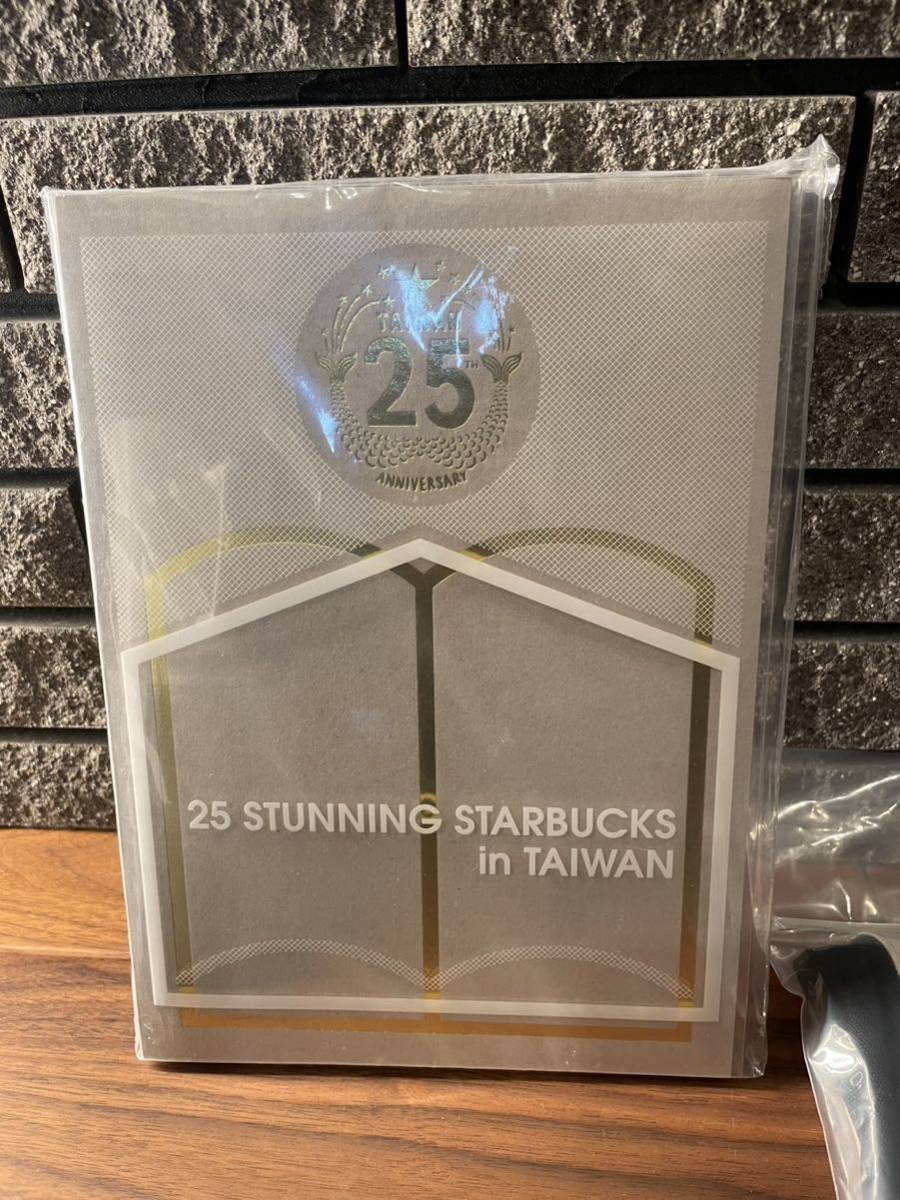 TAIWAN
25TH
ANNIVERSARY
25 STUNNING STARBUCKS
in TAIWAN